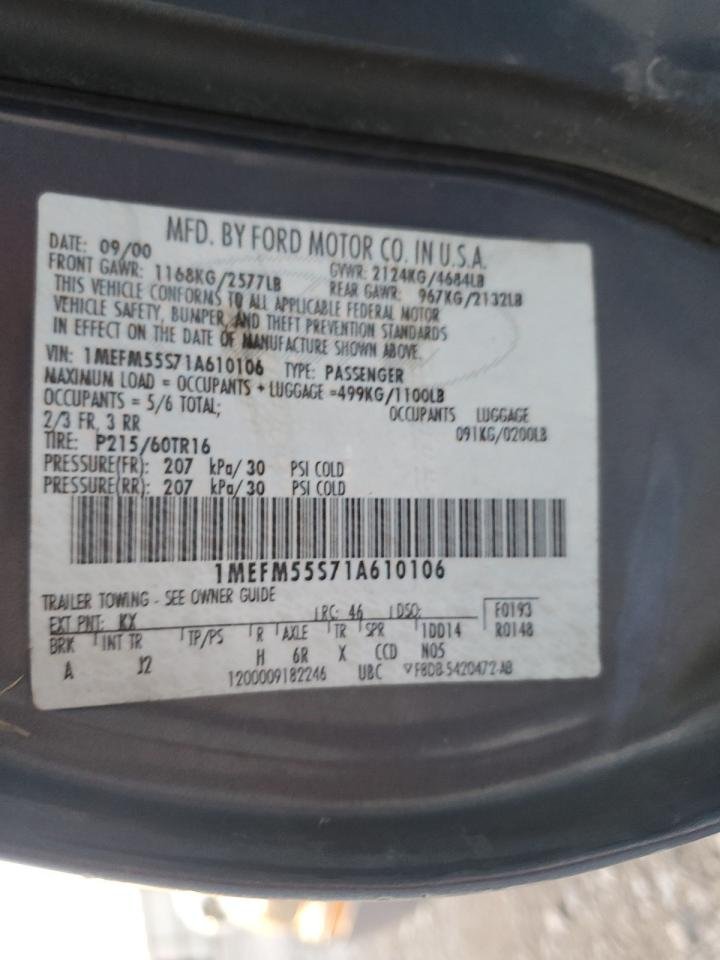 MFD. BY FORD MOTOR CO. IN U.S.A.
DATE: 09/00 GVWR: 2124KG/4684LB
FRONT GAWR: 1168KG/2577LB REAR GAWR: 967KG/2132LB
THIS VEHICLE CONFORMS TO ALL APPLICABLE FEDERAL MOTOR
VEHICLE SAFETY, BUMPER, AND THEFT PREVENTION STANDARDS
IN EFFECT ON THE DATE OF MANUFACTURE SHOWN ABOVE.
VIN: 1MEFM55S71A610106 TYPE: PASSENGER
MAXIMUM LOAD = OCCUPANTS + LUGGAGE =499KG/1100LB
OCCUPANTS = 5/6 TOTAL; OCCUPANTS LUGGAGE
2/3 FR, 3 RR 091KG/0200LB
TIRE: P215/60TR16
PRESSURE(FR): 207 kPa/ 30 PSI COLD
PRESSURE(RR): 207 kPa/ 30 PSI COLD
1MEFM55S71A610106
TRAILER TOWING - SEE OWNER GUIDE
EXT PNT: KX RC: 46 DSO: F0193
BRK INT TR TP/PS R AXLE TR SPR 1DD14 R0148
A J2 H 6R X CCD N05
1200009182246 UBC ▽F8DB-5420472-AB